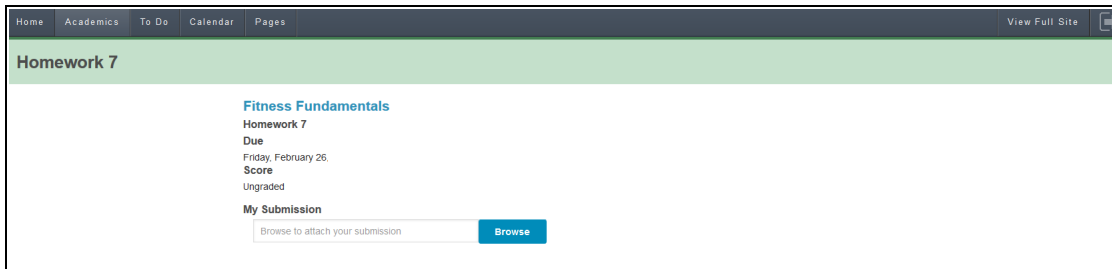 Home Academics To Do Calendar Pages View Full Site
Homework 7
Fitness Fundamentals
Homework 7
Due
Friday, February 26,
Score
Ungraded
My Submission
Browse to attach your submission Browse